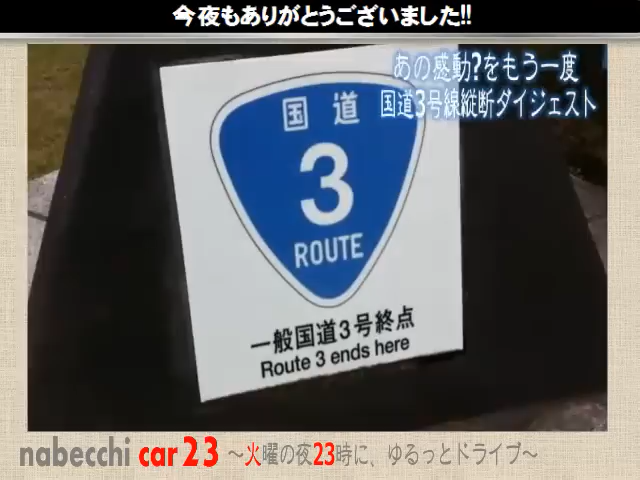 今夜もありがとうございました!!
あの感動?をもう一度
国道3号線縦断ダイジェスト
国道
3
ROUTE
一般国道3号終点
Route 3 ends here
nabecchi car 23 〜火曜の夜23時に、ゆるっとドライブ〜